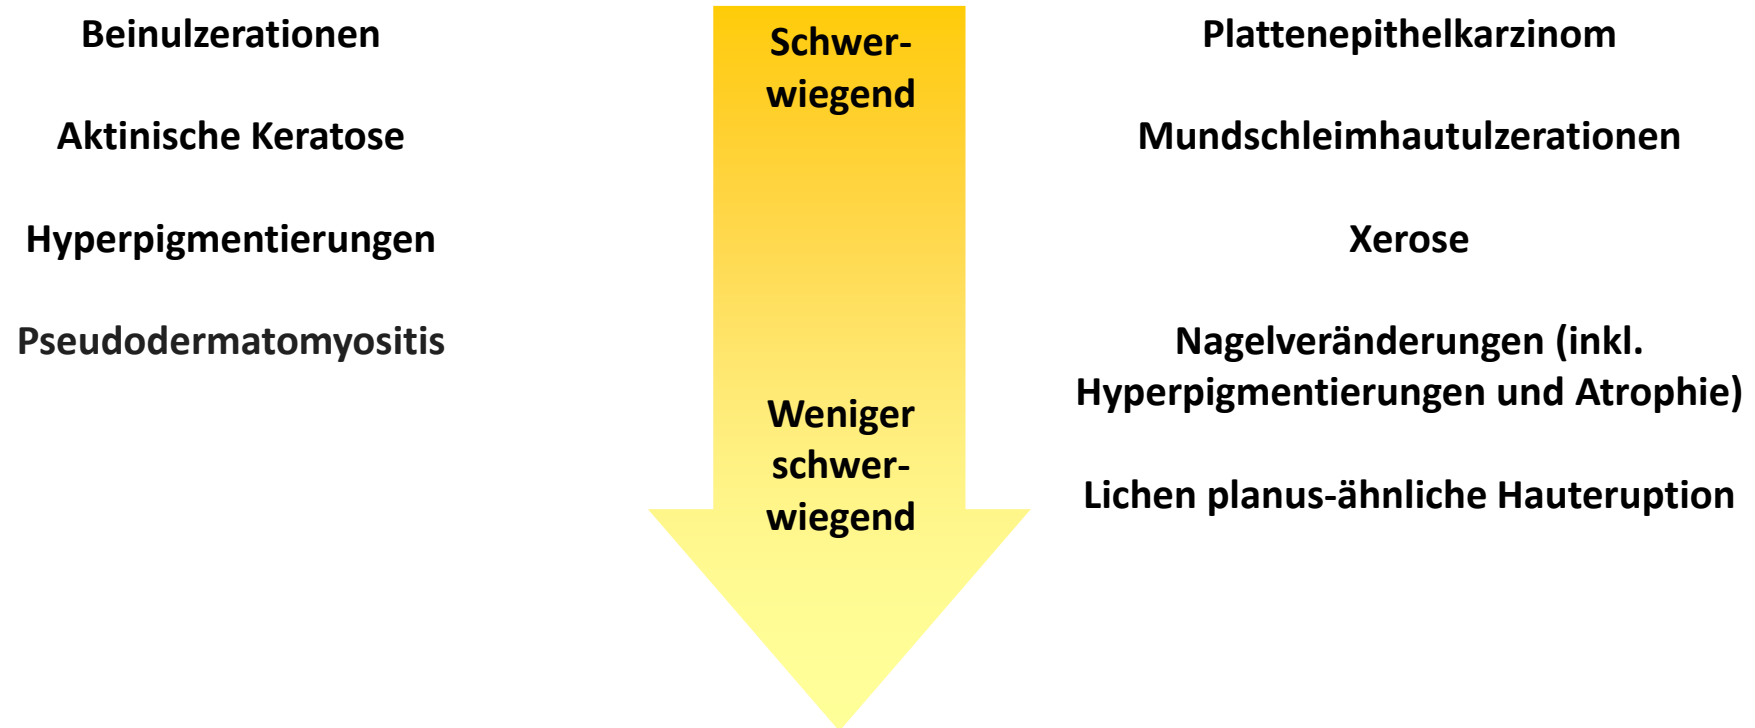 Beinulzerationen
Aktinische Keratose
Hyperpigmentierungen
Pseudodermatomyositis
Schwer-
wiegend
Weniger
schwer-
wiegend
Plattenepithelkarzinom
Mundschleimhautulzerationen
Xerose
Nagelveränderungen (inkl.
Hyperpigmentierungen und Atrophie)
Lichen planus-ähnliche Hauteruption